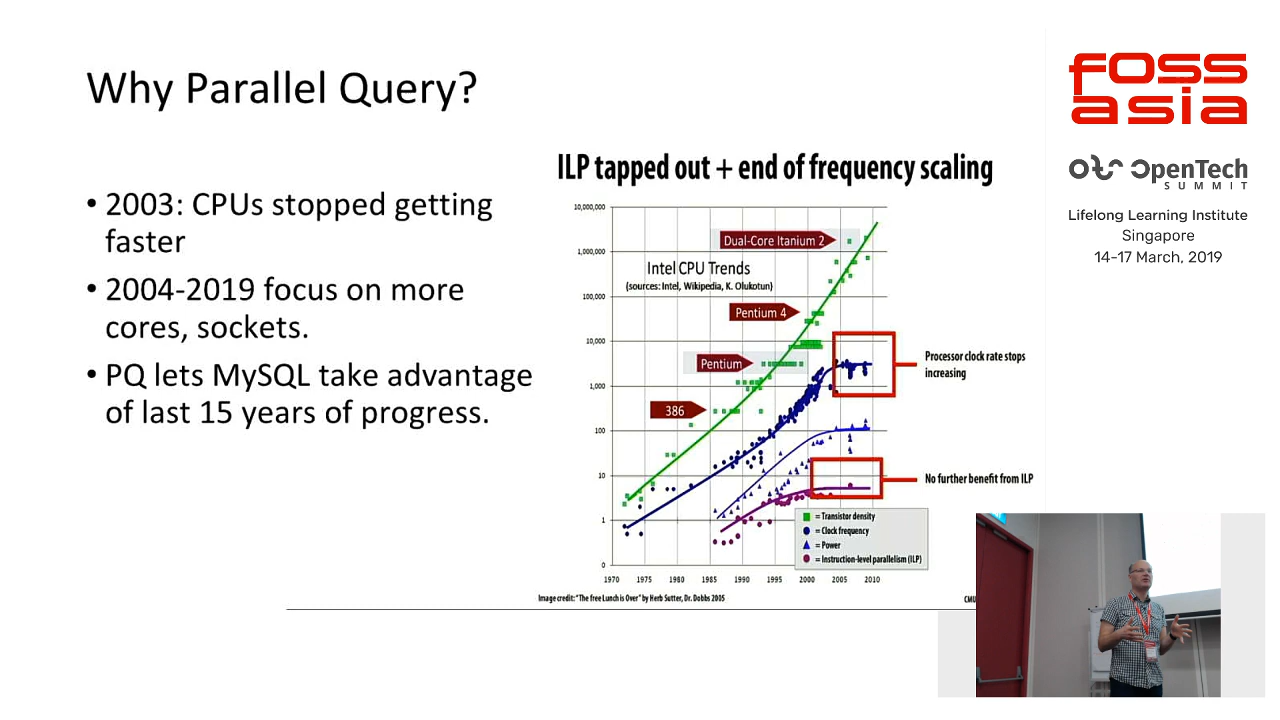 Why Parallel Query?
• 2003: CPUs stopped getting
faster
• 2004-2019 focus on more
cores, sockets.
• PQ lets MySQL take advantage
of last 15 years of progress.
ILP tapped out + end of frequency scaling
10,000,000
1,000,000
100,000
10,000
1,000
100
10
1
0
Dual-Core Itanium 2
Intel CPU Trends
(sources: Intel, Wikipedia, K. Olukotun)
Pentium 4
Pentium
386
Processor clock rate stops
increasing
No further benefit from ILP
= Transistor density
= Clock frequency
= Power
= Instruction-level parallelism (ILP)
1970 1975 1980 1985 1990 1995 2000 2005 2010
Image credit: "The free Lunch is Over" by Herb Sutter, Dr. Dobbs 2005
CMU
foss
asia
OpenTech
SUMMIT
Lifelong Learning Institute
Singapore
14-17 March, 2019